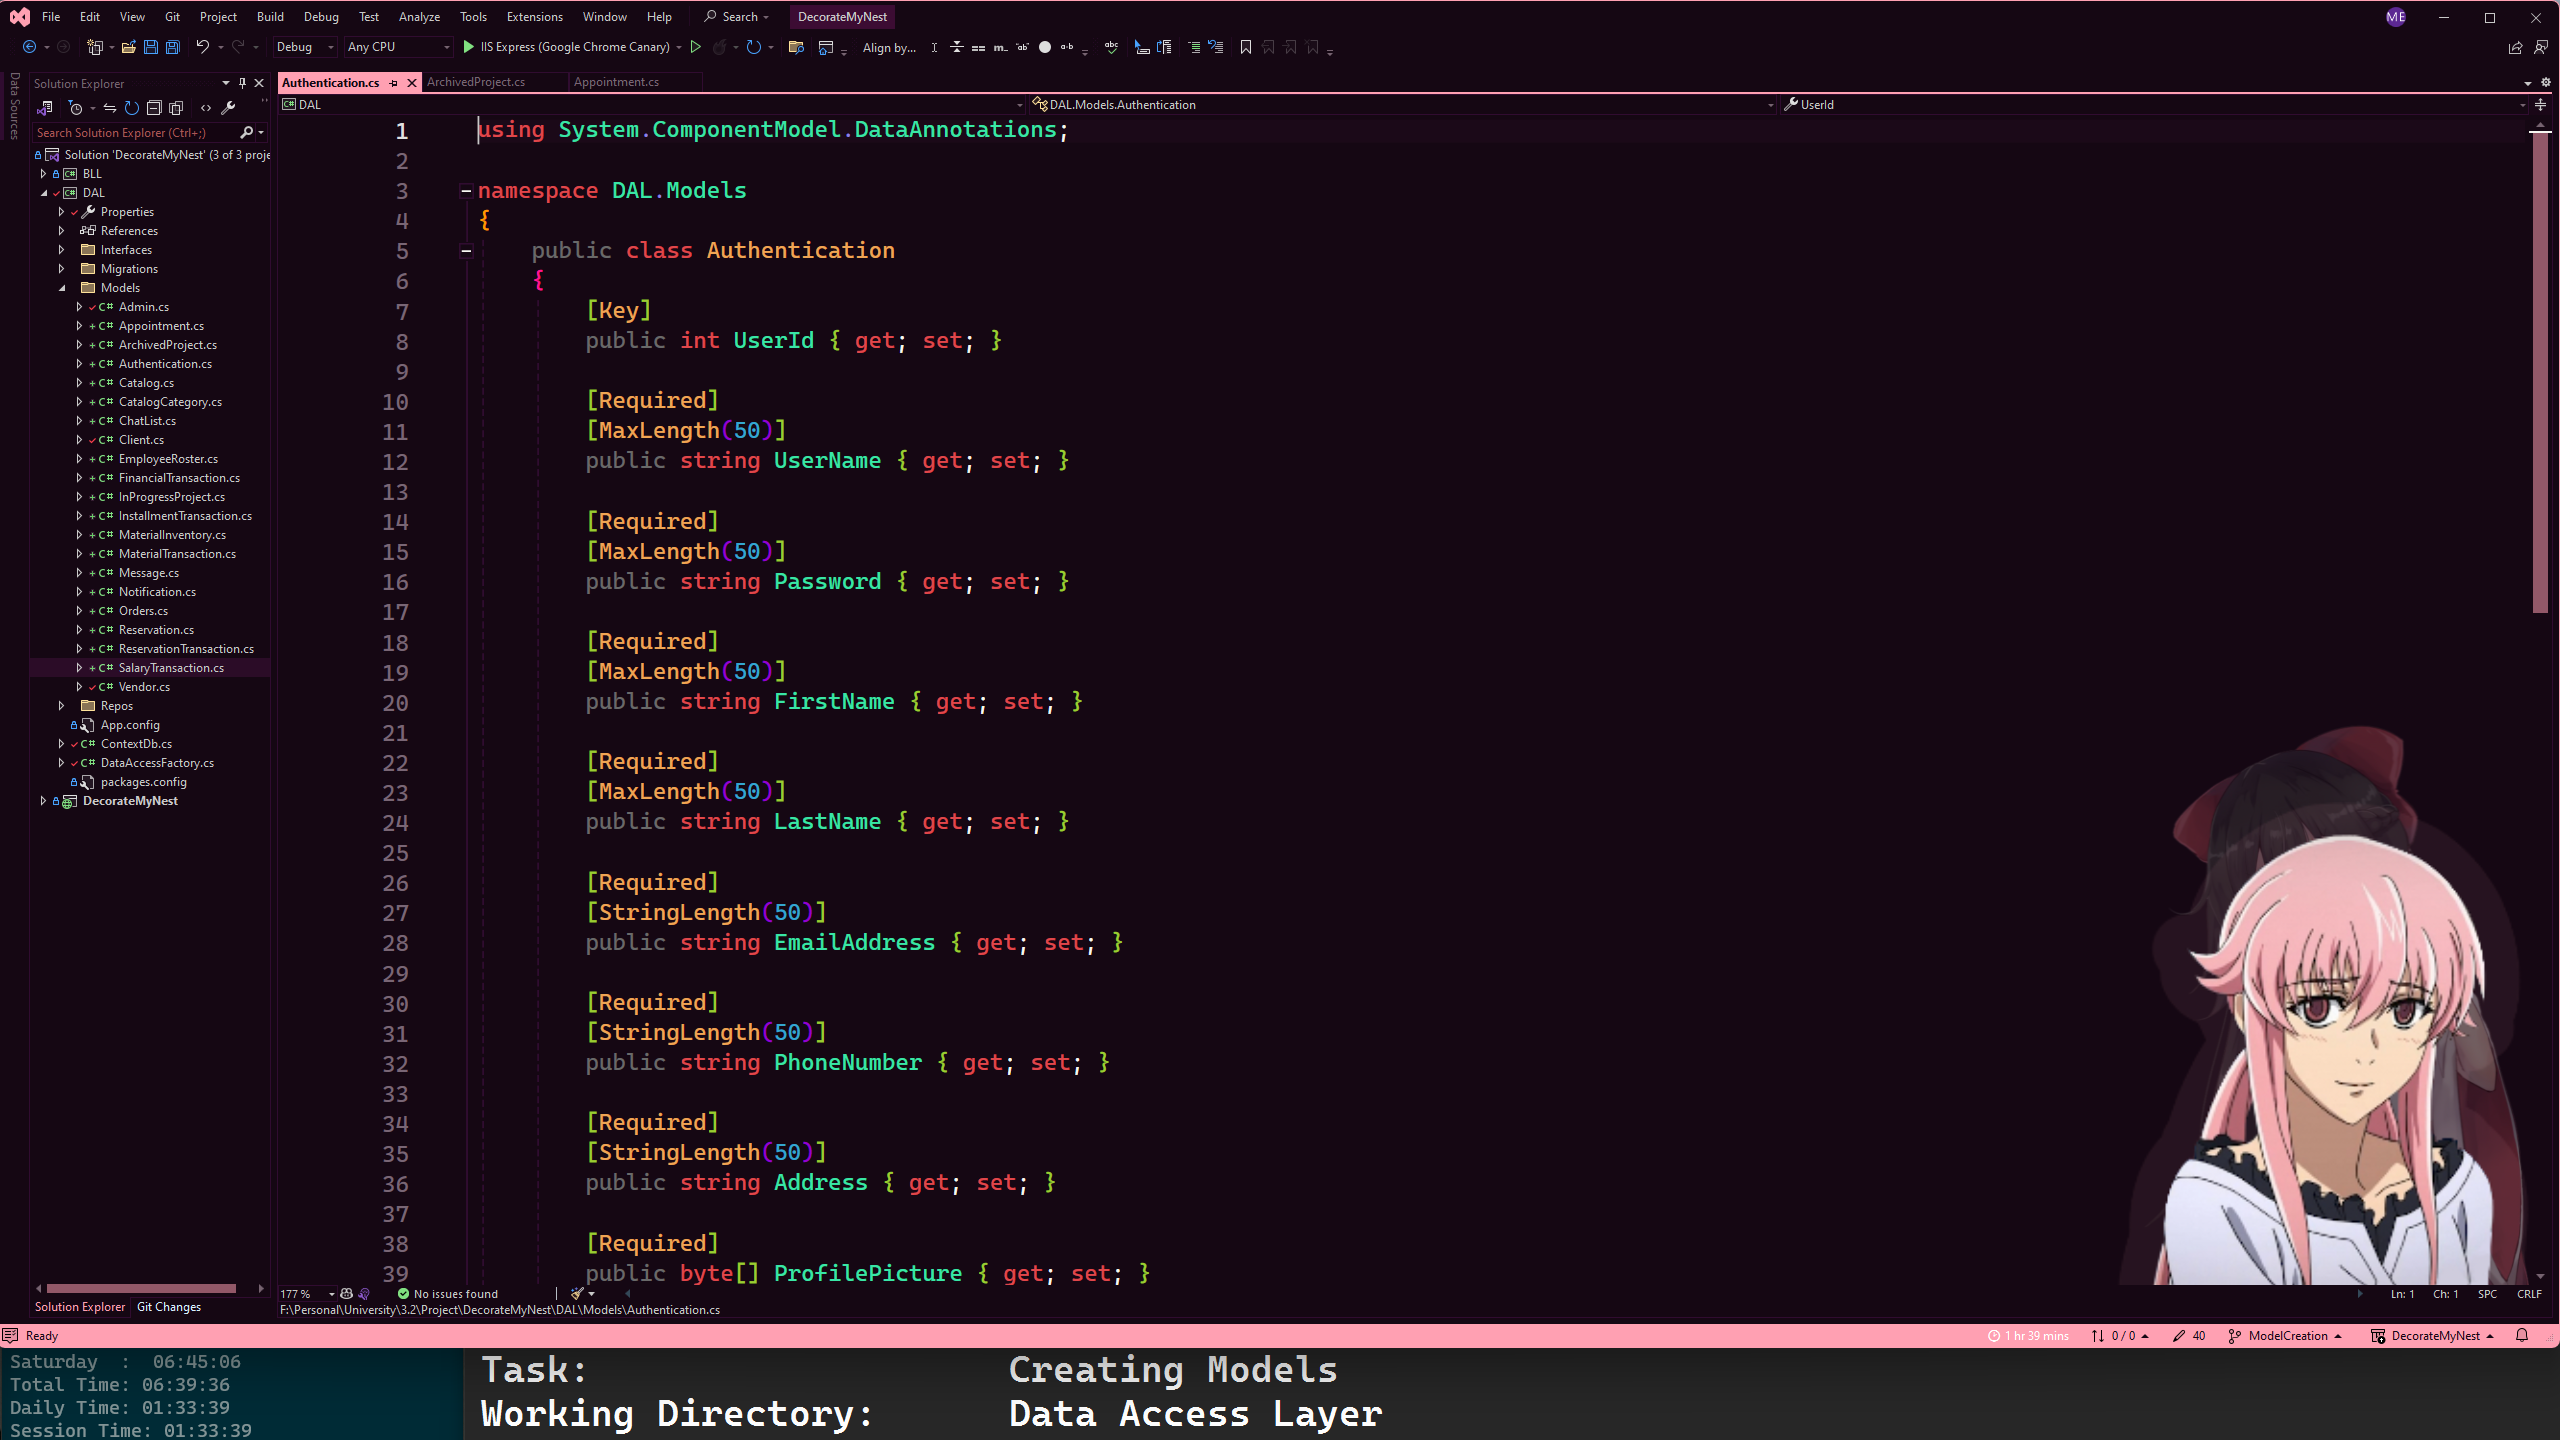 File Edit View Git Project Build Debug Test Analyze Tools Extensions Window Help Search DecorateMyNest ME
Debug Any CPU IIS Express (Google Chrome Canary) Align by...
Data Sources
Solution Explorer
Search Solution Explorer (Ctrl+;)
Solution 'DecorateMyNest' (3 of 3 proje
BLL
DAL
Properties
References
Interfaces
Migrations
Models
C# Admin.cs
C# Appointment.cs
C# ArchivedProject.cs
C# Authentication.cs
C# Catalog.cs
C# CatalogCategory.cs
C# ChatList.cs
C# Client.cs
C# EmployeeRoster.cs
C# FinancialTransaction.cs
C# InProgressProject.cs
C# InstallmentTransaction.cs
C# MaterialInventory.cs
C# MaterialTransaction.cs
C# Message.cs
C# Notification.cs
C# Orders.cs
C# Reservation.cs
C# ReservationTransaction.cs
C# SalaryTransaction.cs
C# Vendor.cs
Repos
App.config
C# ContextDb.cs
C# DataAccessFactory.cs
packages.config
DecorateMyNest
Solution Explorer Git Changes
Authentication.cs ArchivedProject.cs Appointment.cs
C# DAL DAL.Models.Authentication UserId
1 using System.ComponentModel.DataAnnotations;
2
3 namespace DAL.Models
4 {
5 public class Authentication
6 {
7 [Key]
8 public int UserId { get; set; }
9
10 [Required]
11 [MaxLength(50)]
12 public string UserName { get; set; }
13
14 [Required]
15 [MaxLength(50)]
16 public string Password { get; set; }
17
18 [Required]
19 [MaxLength(50)]
20 public string FirstName { get; set; }
21
22 [Required]
23 [MaxLength(50)]
24 public string LastName { get; set; }
25
26 [Required]
27 [StringLength(50)]
28 public string EmailAddress { get; set; }
29
30 [Required]
31 [StringLength(50)]
32 public string PhoneNumber { get; set; }
33
34 [Required]
35 [StringLength(50)]
36 public string Address { get; set; }
37
38 [Required]
39 public byte[] ProfilePicture { get; set; }
177 % No issues found Ln: 1 Ch: 1 SPC CRLF
F:\Personal\University\3.2\Project\DecorateMyNest\DAL\Models\Authentication.cs
Ready 1 hr 39 mins 0 / 0 40 ModelCreation DecorateMyNest
Saturday : 06:45:06
Total Time: 06:39:36
Daily Time: 01:33:39
Session Time: 01:33:39
Task: Creating Models
Working Directory: Data Access Layer